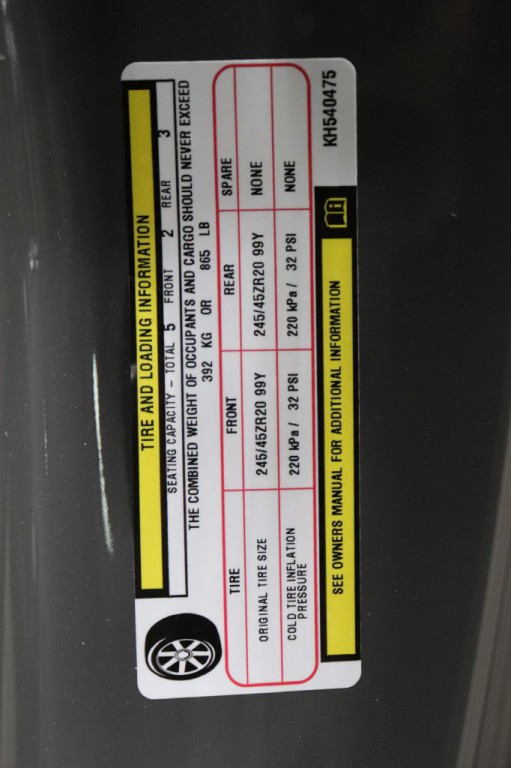 TIRE AND LOADING INFORMATION
SEATING CAPACITY - TOTAL 5 FRONT 2 REAR 3
THE COMBINED WEIGHT OF OCCUPANTS AND CARGO SHOULD NEVER EXCEED
392 KG OR 865 LB
TIRE FRONT REAR SPARE
ORIGINAL TIRE SIZE 245/45ZR20 99Y 245/45ZR20 99Y NONE
COLD TIRE INFLATION
PRESSURE 220 kPa / 32 PSI 220 kPa / 32 PSI NONE
SEE OWNERS MANUAL FOR ADDITIONAL INFORMATION
KH540475